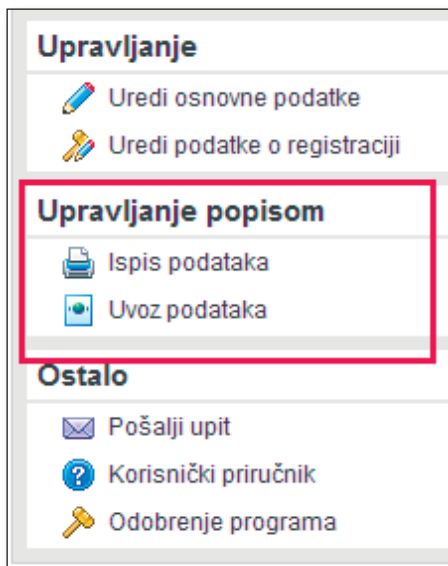 Upravljanje
Uredi osnovne podatke
Uredi podatke o registraciji
Upravljanje popisom
Ispis podataka
Uvoz podataka
Ostalo
Pošalji upit
Korisnički priručnik
Odobrenje programa